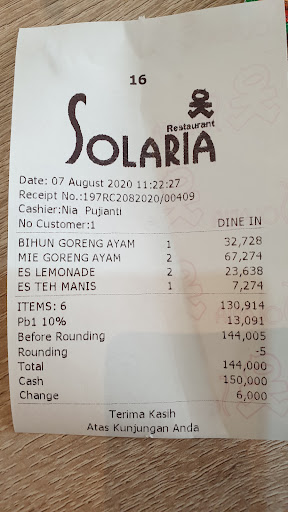 16
SOLARIA
Restaurant
Date: 07 August 2020 11:22:27
Receipt No.:197RC2082020/00409
Cashier:Nia Pujianti
No Customer:1 DINE IN
BIHUN GORENG AYAM 1 32,728
MIE GORENG AYAM 2 67,274
ES LEMONADE 2 23,638
ES TEH MANIS 1 7,274
ITEMS: 6 130,914
Pb1 10% 13,091
Before Rounding 144,005
Rounding -5
Total 144,000
Cash 150,000
Change 6,000
Terima Kasih
Atas Kunjungan Anda